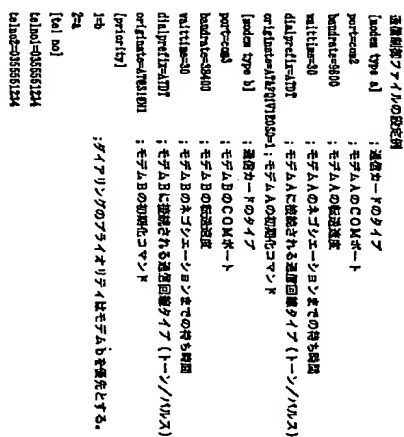 通信制御ファイルの設定例
[modem type a] ;通信カードのタイプ
port=com2 ;モデムAのCOMポート
baudrate=9600 ;モデムAの転送速度
waittime=30 ;モデムAのネゴシエーションまでの待ち時間
dialprefix=ATDT ;モデムAに接続される通信回線タイプ(トーン/パルス)
;モデムAの初期化コマンド
[modem type b] ;通信カードのタイプ
port=com3 ;モデムBのCOMポート
baudrate=38400 ;モデムBの転送速度
waittime=30 ;モデムBのネゴシエーションまでの待ち時間
dialprefix=ATDT ;モデムBに接続される通信回線タイプ(トーン/パルス)
;モデムBの初期化コマンド
[priority]
1=b ;ダイアリングのプライオリティはモデムbを優先とする。
2=a
[tel no]
telno1=0355551234
telno2=0355551234